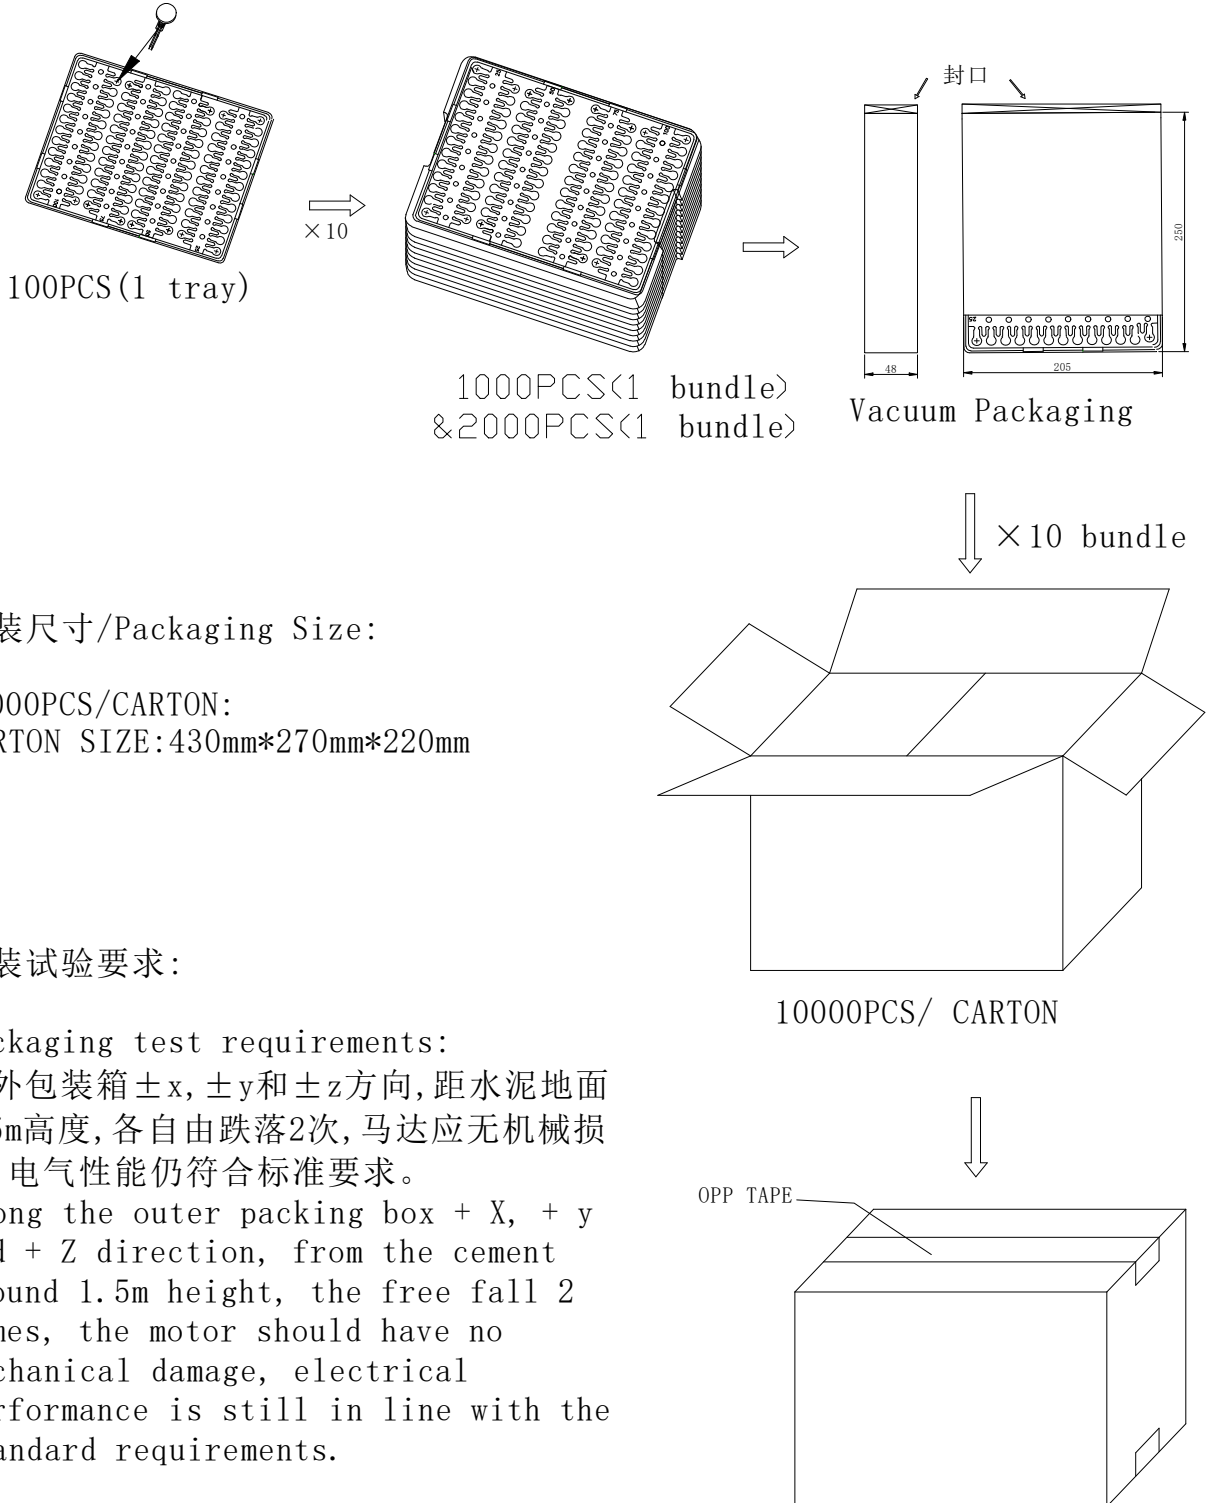 封口
×10
100PCS(1 tray)
250
48
205
1000PCS(1 bundle)
&2000PCS(1 bundle)
Vacuum Packaging
×10 bundle
装尺寸/Packaging Size:
000PCS/CARTON:
RTON SIZE:430mm*270mm*220mm
装试验要求:
10000PCS/ CARTON
ckaging test requirements:
外包装箱±x,±y和±z方向,距水泥地面
5m高度,各自由跌落2次,马达应无机械损
电气性能仍符合标准要求。
OPP TAPE
ong the outer packing box + X, + y
d + Z direction, from the cement
ound 1.5m height, the free fall 2
mes, the motor should have no
chanical damage, electrical
rformance is still in line with the
andard requirements.